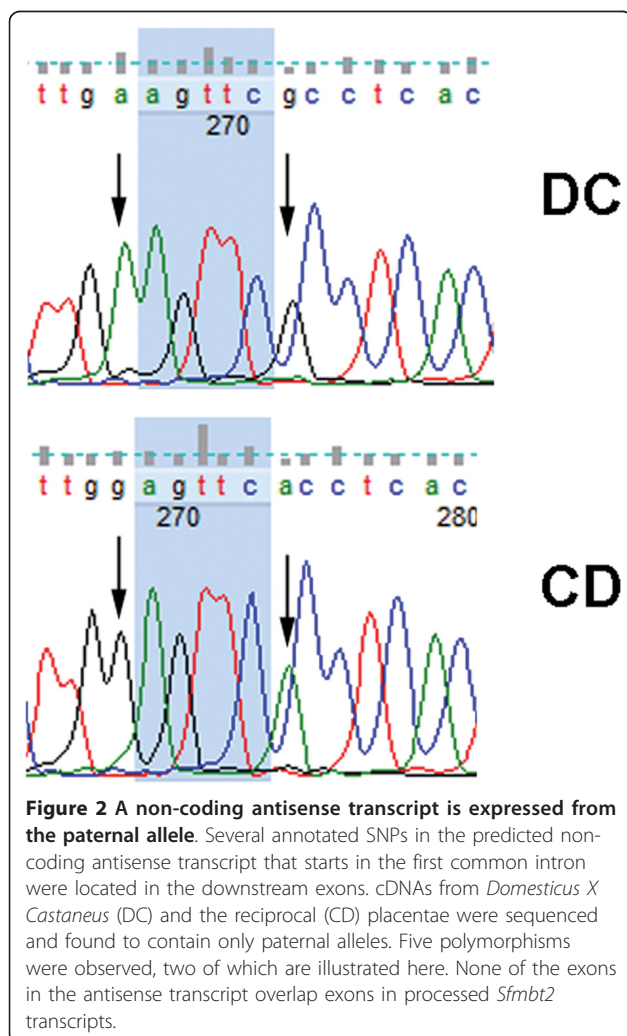 t t g a a g t t c g c c t c a c
270
DC
t t g g a g t t c a c c t c a c
270 280
CD
Figure 2 A non-coding antisense transcript is expressed from
the paternal allele. Several annotated SNPs in the predicted non-
coding antisense transcript that starts in the first common intron
were located in the downstream exons. cDNAs from Domesticus X
Castaneus (DC) and the reciprocal (CD) placentae were sequenced
and found to contain only paternal alleles. Five polymorphisms
were observed, two of which are illustrated here. None of the exons
in the antisense transcript overlap exons in processed Sfmbt2
transcripts.